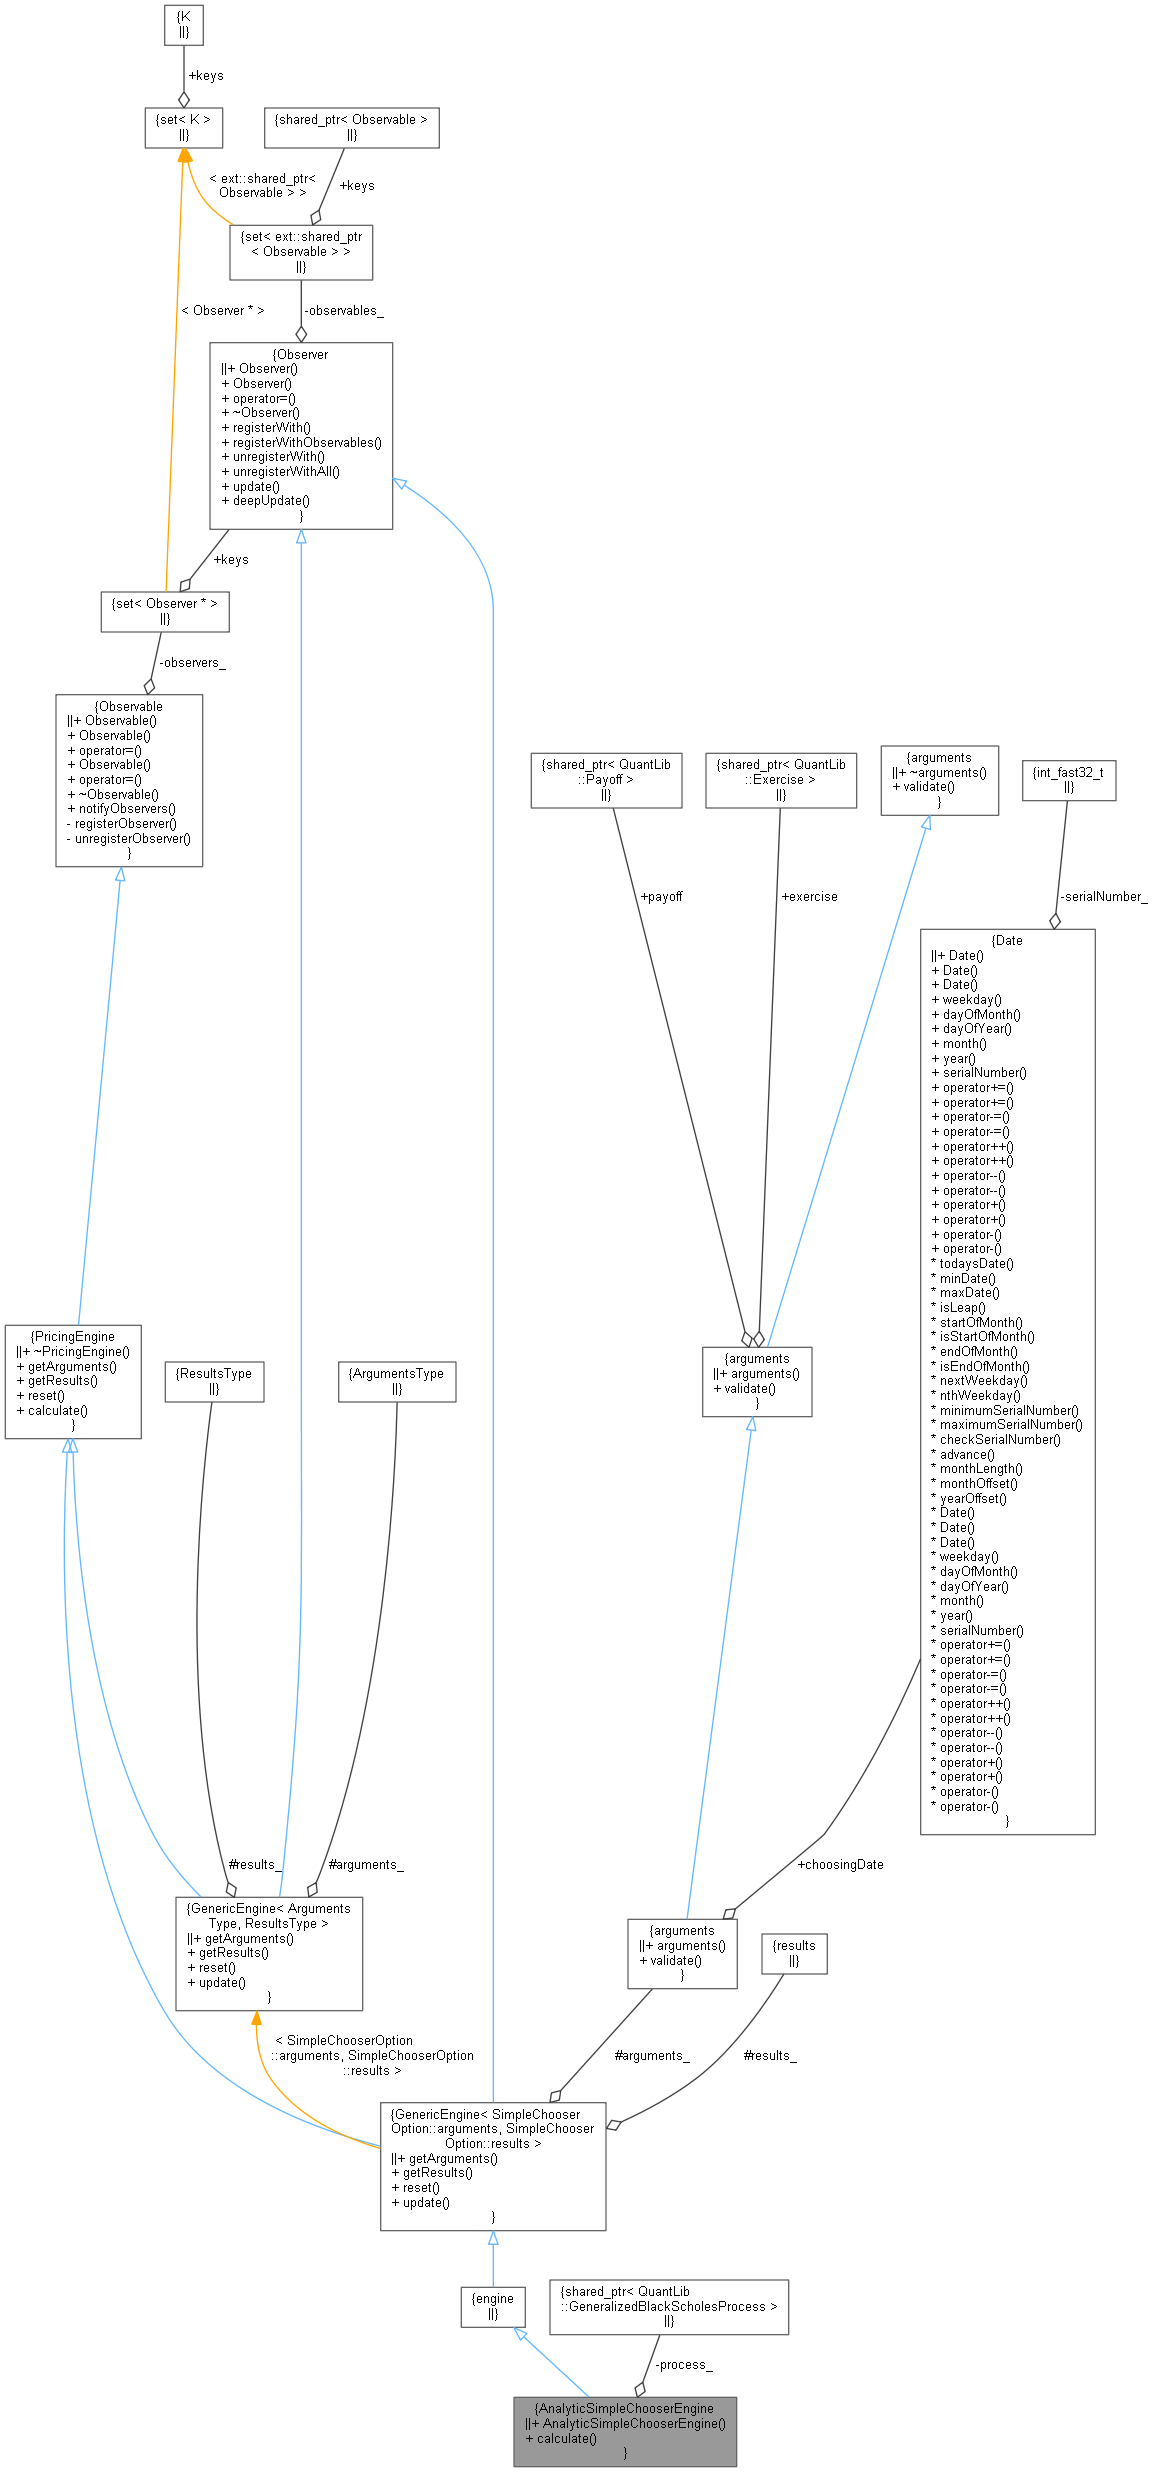 {K
||}
+keys
{set< K >
||}
{shared_ptr< Observable >
||}
< ext::shared_ptr<
Observable > >
+keys
{set< ext::shared_ptr
< Observable > >
||}
< Observer * >
-observables_
{Observer
||+ Observer()
+ Observer()
+ operator=()
+ ~Observer()
+ registerWith()
+ registerWithObservables()
+ unregisterWith()
+ unregisterWithAll()
+ update()
+ deepUpdate()
}
+keys
{set< Observer * >
||}
-observers_
{Observable
||+ Observable()
+ Observable()
+ operator=()
+ Observable()
+ operator=()
+ ~Observable()
+ notifyObservers()
- registerObserver()
- unregisterObserver()
}
{shared_ptr< QuantLib
::Payoff >
||}
{shared_ptr< QuantLib
::Exercise >
||}
{arguments
||+ ~arguments()
+ validate()
}
{int_fast32_t
||}
+payoff
+exercise
-serialNumber_
{Date
||+ Date()
+ Date()
+ Date()
+ weekday()
+ dayOfMonth()
+ dayOfYear()
+ month()
+ year()
+ serialNumber()
+ operator+=()
+ operator+=()
+ operator-=()
+ operator-=()
+ operator++()
+ operator++()
+ operator--()
+ operator--()
+ operator+()
+ operator+()
+ operator-()
+ operator-()
* todaysDate()
* minDate()
* maxDate()
* isLeap()
* startOfMonth()
* isStartOfMonth()
* endOfMonth()
* isEndOfMonth()
* nextWeekday()
* nthWeekday()
* minimumSerialNumber()
* maximumSerialNumber()
* checkSerialNumber()
* advance()
* monthLength()
* monthOffset()
* yearOffset()
* Date()
* Date()
* Date()
* weekday()
* dayOfMonth()
* dayOfYear()
* month()
* year()
* serialNumber()
* operator+=()
* operator+=()
* operator-=()
* operator-=()
* operator++()
* operator++()
* operator--()
* operator--()
* operator+()
* operator+()
* operator-()
* operator-()
}
{PricingEngine
||+ ~PricingEngine()
+ getArguments()
+ getResults()
+ reset()
+ calculate()
}
{ResultsType
||}
{ArgumentsType
||}
{arguments
||+ arguments()
+ validate()
}
#results_
#arguments_
+choosingDate
{GenericEngine< Arguments
Type, ResultsType >
||+ getArguments()
+ getResults()
+ reset()
+ update()
}
{arguments
||+ arguments()
+ validate()
}
{results
||}
< SimpleChooserOption
::arguments, SimpleChooserOption
::results >
#arguments_
#results_
{GenericEngine< SimpleChooser
Option::arguments, SimpleChooser
Option::results >
||+ getArguments()
+ getResults()
+ reset()
+ update()
}
{engine
||}
{shared_ptr< QuantLib
::GeneralizedBlackScholesProcess >
||}
-process_
{AnalyticSimpleChooserEngine
||+ AnalyticSimpleChooserEngine()
+ calculate()
}